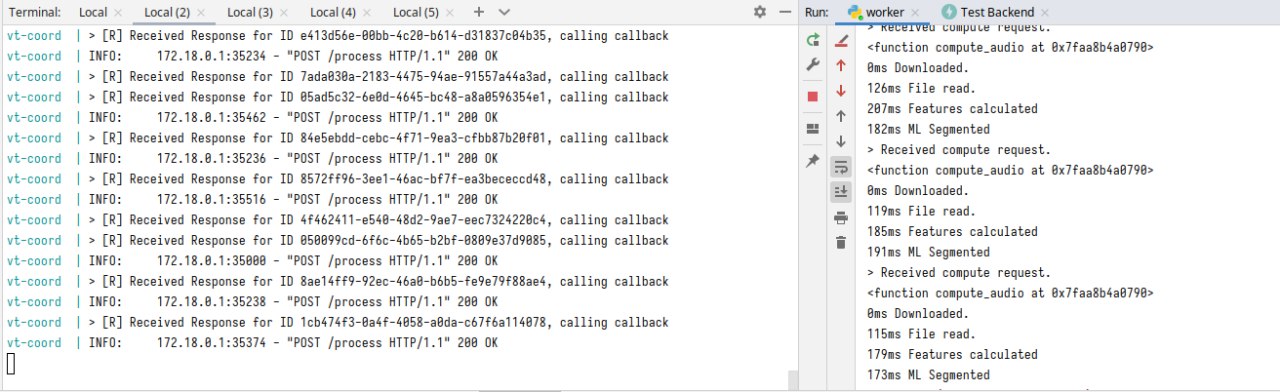 Terminal: Local Local (2) Local (3) Local (4) Local (5)
vt-coord | > [R] Received Response for ID e413d56e-00bb-4c20-b614-d31837c04b35, calling callback
vt-coord | INFO: 172.18.0.1:35234 - "POST /process HTTP/1.1" 200 OK
vt-coord | > [R] Received Response for ID 7ada030a-2183-4475-94ae-91557a44a3ad, calling callback
vt-coord | > [R] Received Response for ID 05ad5c32-6e0d-4645-bc48-a8a0596354e1, calling callback
vt-coord | INFO: 172.18.0.1:35462 - "POST /process HTTP/1.1" 200 OK
vt-coord | > [R] Received Response for ID 84e5ebdd-cebc-4f71-9ea3-cfbb87b20f01, calling callback
vt-coord | INFO: 172.18.0.1:35236 - "POST /process HTTP/1.1" 200 OK
vt-coord | > [R] Received Response for ID 8572ff96-3ee1-46ac-bf7f-ea3bececcd48, calling callback
vt-coord | INFO: 172.18.0.1:35516 - "POST /process HTTP/1.1" 200 OK
vt-coord | > [R] Received Response for ID 4f462411-e540-48d2-9ae7-eec7324220c4, calling callback
vt-coord | > [R] Received Response for ID 050099cd-6f6c-4b65-b2bf-0809e37d9085, calling callback
vt-coord | INFO: 172.18.0.1:35000 - "POST /process HTTP/1.1" 200 OK
vt-coord | > [R] Received Response for ID 8ae14ff9-92ec-46a0-b6b5-fe9e79f88ae4, calling callback
vt-coord | INFO: 172.18.0.1:35238 - "POST /process HTTP/1.1" 200 OK
vt-coord | > [R] Received Response for ID 1cb474f3-0a4f-4058-a0da-c67f6a114078, calling callback
vt-coord | INFO: 172.18.0.1:35374 - "POST /process HTTP/1.1" 200 OK
Run: worker Test Backend
> Received compute request.
<function compute_audio at 0x7faa8b4a0790>
0ms Downloaded.
126ms File read.
207ms Features calculated
182ms ML Segmented
> Received compute request.
<function compute_audio at 0x7faa8b4a0790>
0ms Downloaded.
119ms File read.
185ms Features calculated
191ms ML Segmented
> Received compute request.
<function compute_audio at 0x7faa8b4a0790>
0ms Downloaded.
115ms File read.
179ms Features calculated
173ms ML Segmented